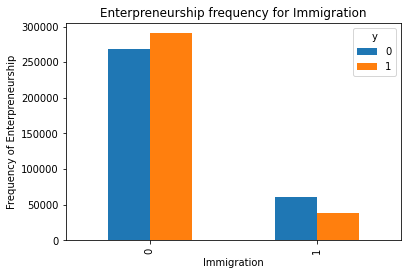 Enterpreneurship frequency for Immigration
300000
250000
200000
150000
100000
50000
0
Frequency of Enterpreneurship
y
0
1
0
1
Immigration